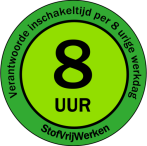 Verantwoorde inschakeltijd per 8 urige werkdag
8
UUR
StofVrijWerken